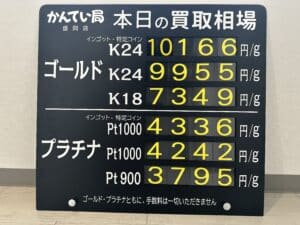 かんてい局 本日の買取相場
盛岡店
インゴット・特定コイン
K24 10166円/g
ゴールド K24 9955円/g
K18 7349円/g
インゴット・特定コイン
Pt1000 4336円/g
プラチナ Pt1000 4242円/g
Pt900 3795円/g
ゴールド・プラチナともに、手数料は一切いただきません